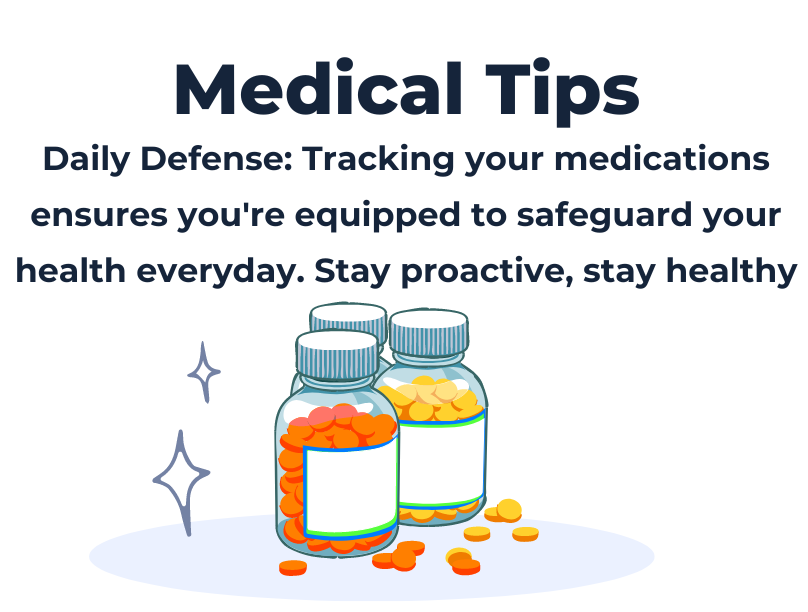 Medical Tips
Daily Defense: Tracking your medications
ensures you're equipped to safeguard your
health everyday. Stay proactive, stay healthy